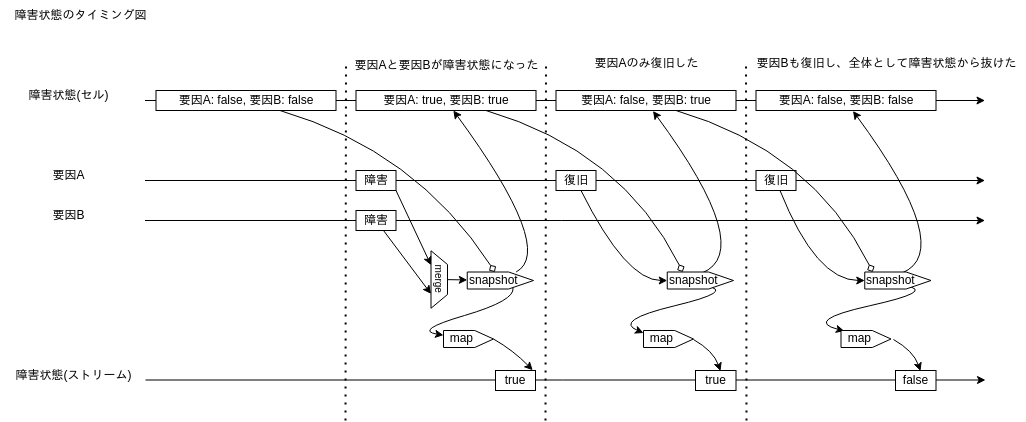 障害状態のタイミング図
要因Aと要因Bが障害状態になった
要因Aのみ復旧した
要因Bも復旧し、全体として障害状態から抜けた
障害状態(セル)
要因A: false, 要因B: false
要因A: true, 要因B: true
要因A: false, 要因B: true
要因A: false, 要因B: false
要因A
障害
復旧
復旧
要因B
障害
merge
snapshot
snapshot
snapshot
map
map
map
障害状態(ストリーム)
true
true
false